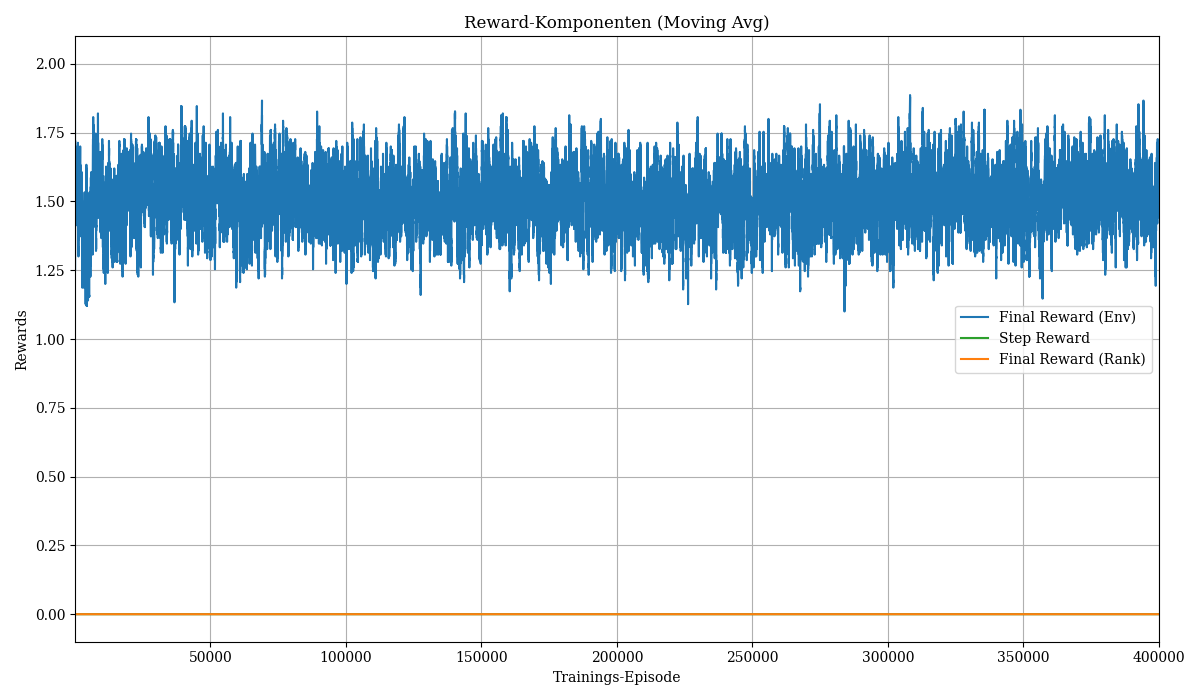 Reward-Komponenten (Moving Avg)
2.00
1.75
1.50
1.25
1.00
0.75
0.50
0.25
0.00
Rewards
Final Reward (Env)
Step Reward
Final Reward (Rank)
50000 100000 150000 200000 250000 300000 350000 400000
Trainings-Episode